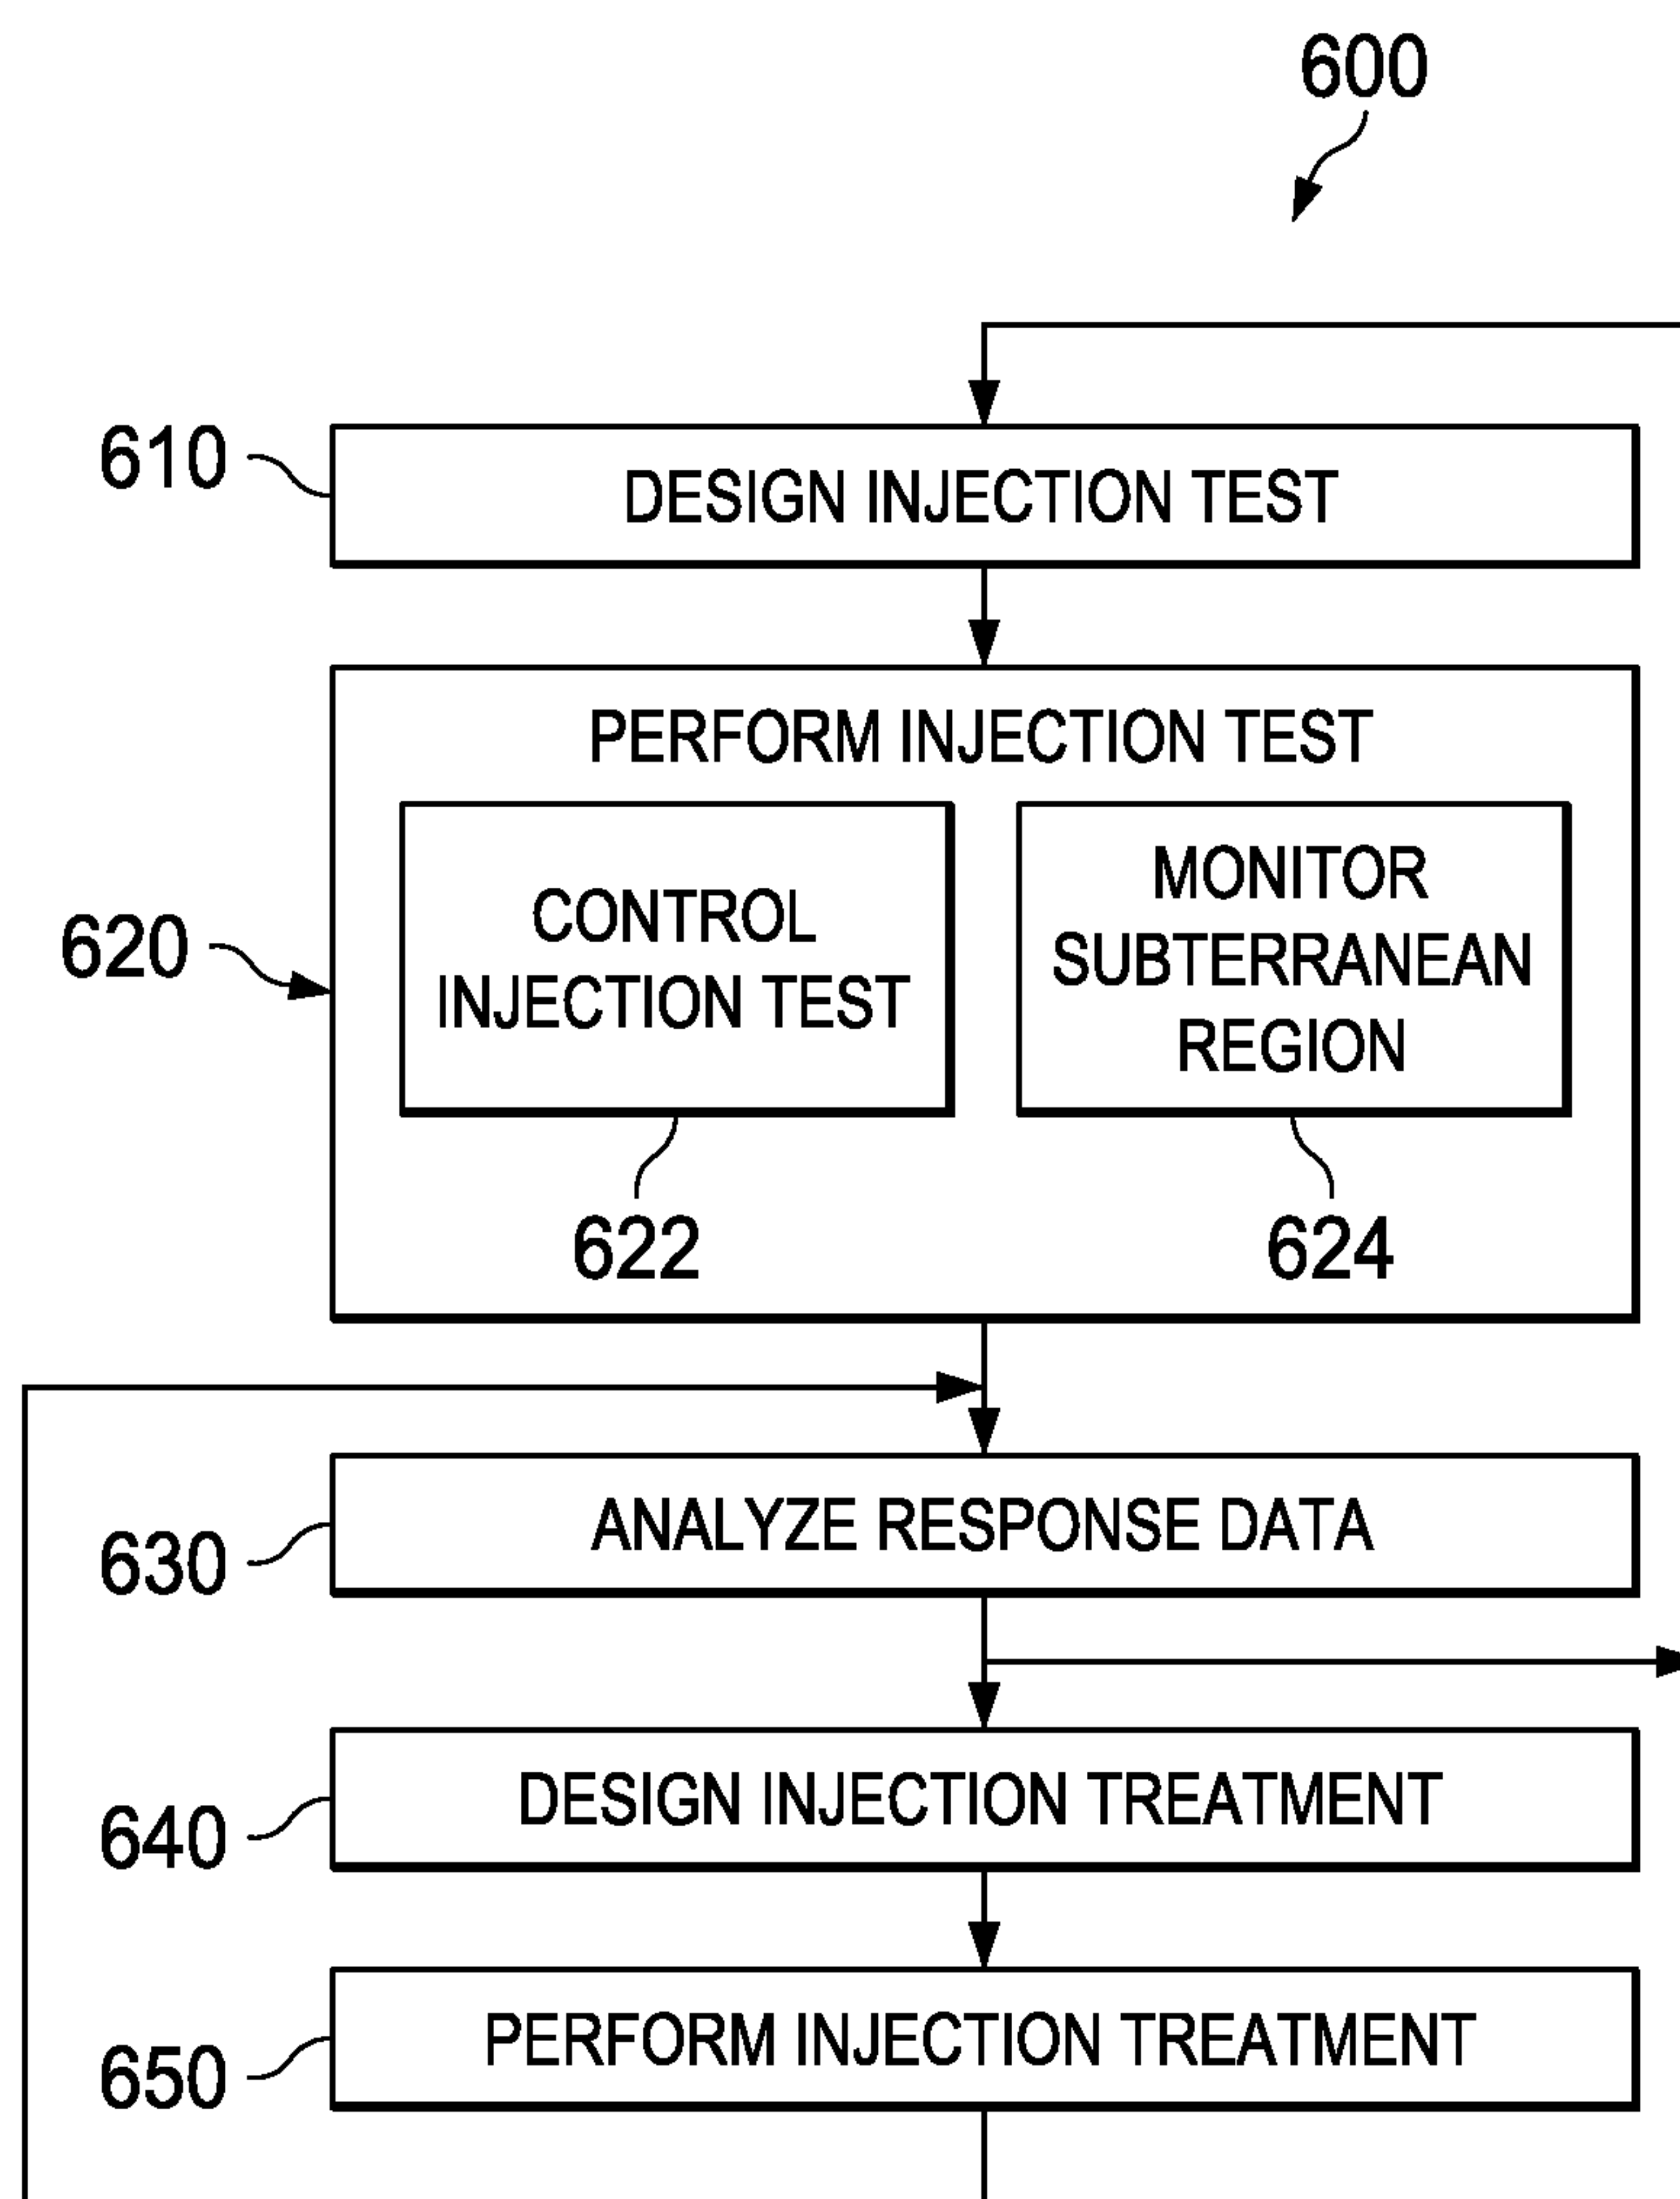 600
610
DESIGN INJECTION TEST
PERFORM INJECTION TEST
620
CONTROL
INJECTION TEST
MONITOR
SUBTERRANEAN
REGION
622
624
630
ANALYZE RESPONSE DATA
640
DESIGN INJECTION TREATMENT
650
PERFORM INJECTION TREATMENT